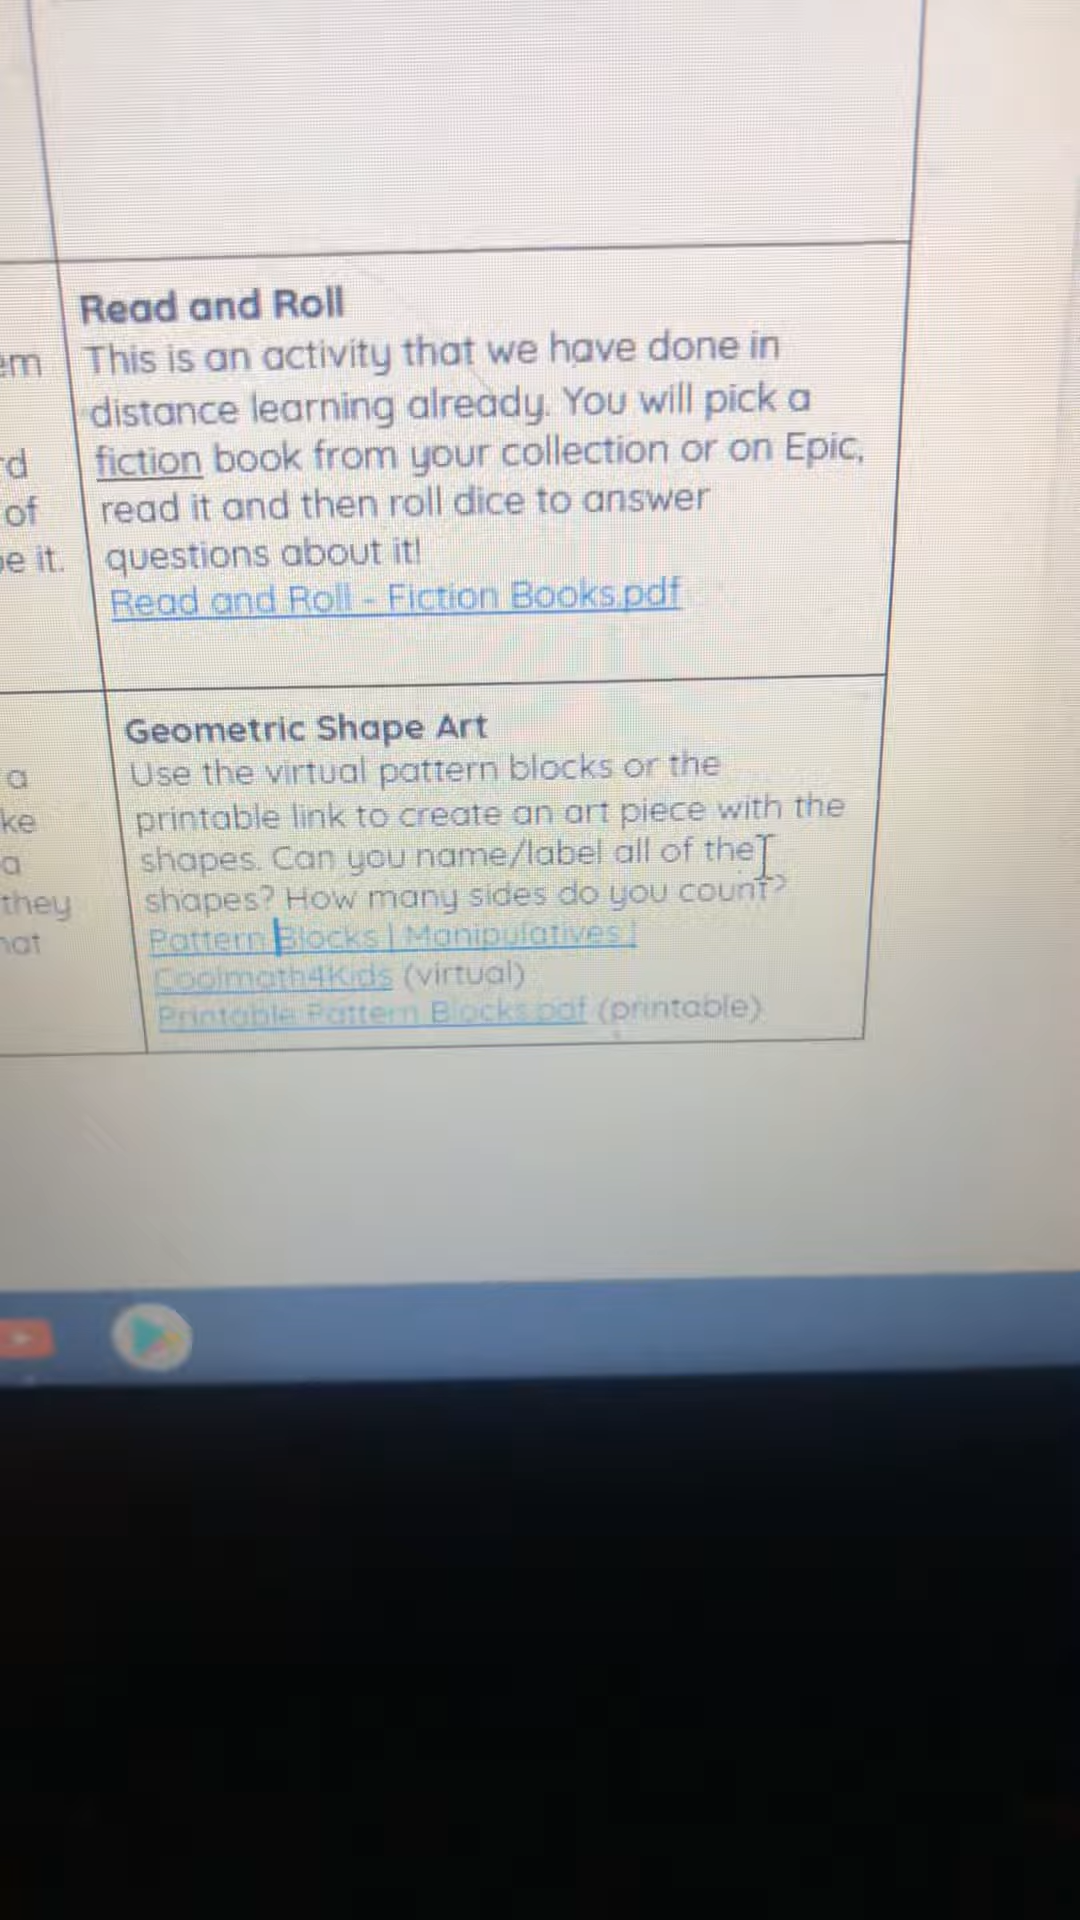 Read and Roll
This is an activity that we have done in
distance learning already. You will pick a
fiction book from your collection or on Epic,
read it and then roll dice to answer
questions about it!
Read and Roll - Fiction Books.pdf
em
rd
of
be it.
Geometric Shape Art
Use the virtual pattern blocks or the
printable link to create an art piece with the
shapes. Can you name/label all of the
shapes? How many sides do you count?
Pattern Blocks | Manipulatives |
Coolmath4Kids (virtual)
Printable Pattern Blocks.pdf (printable)
a
ke
a
they
hat